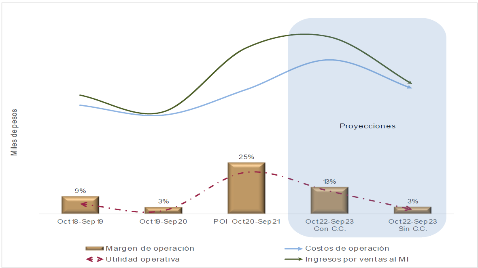 Miles de pesos
Proyecciones
9%
3%
25%
13%
3%
Oct18-Sep19
Oct19-Sep20
POI Oct20-Sep21
Oct22-Sep23
Con C.C.
Oct22-Sep23
Sin C.C.
Margen de operación
Costos de operación
Utilidad operativa
Ingresos por ventas al MI